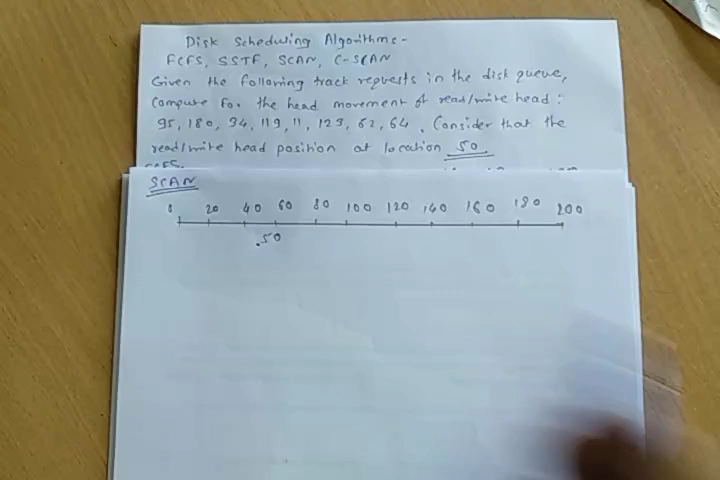 Disk Scheduling Algorithms-
FCFS, SSTF, SCAN, C-SCAN
Given the following track requests in the disk queue,
Compute for the head movement of read/write head :
95, 180, 34, 119, 11, 123, 62, 64 . Consider that the
read/write head position at location 50
SCAN
0 20 40 60 80 100 120 140 160 180 200
.50